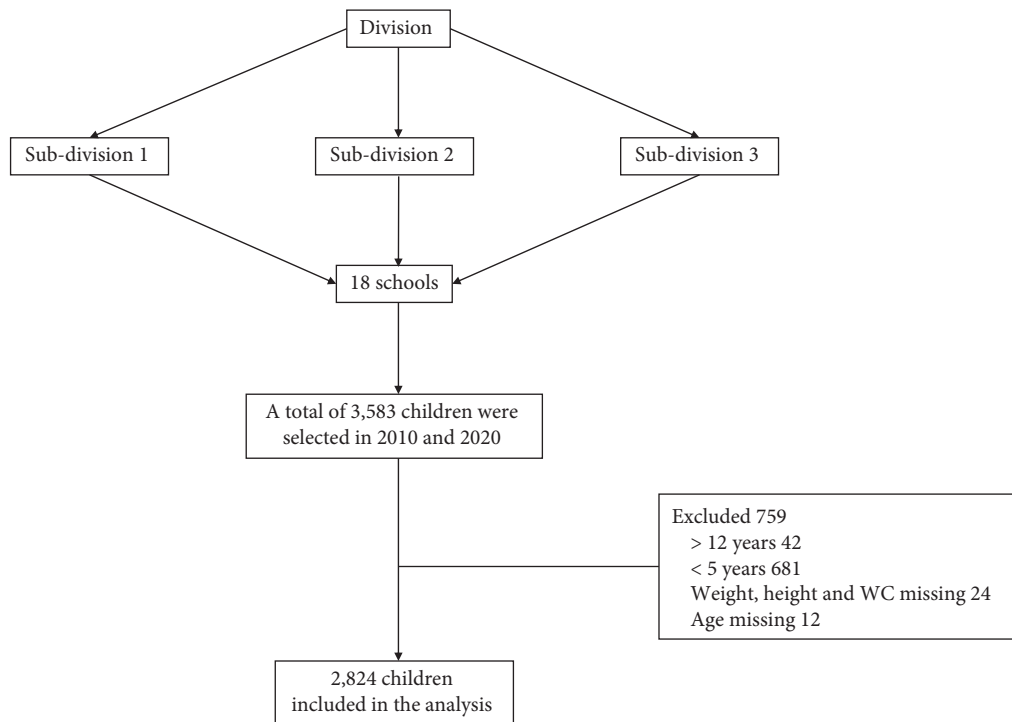 Division
Sub-division 1
Sub-division 2
Sub-division 3
18 schools
A total of 3,583 children were
selected in 2010 and 2020
Excluded 759
> 12 years 42
< 5 years 681
Weight, height and WC missing 24
Age missing 12
2,824 children
included in the analysis